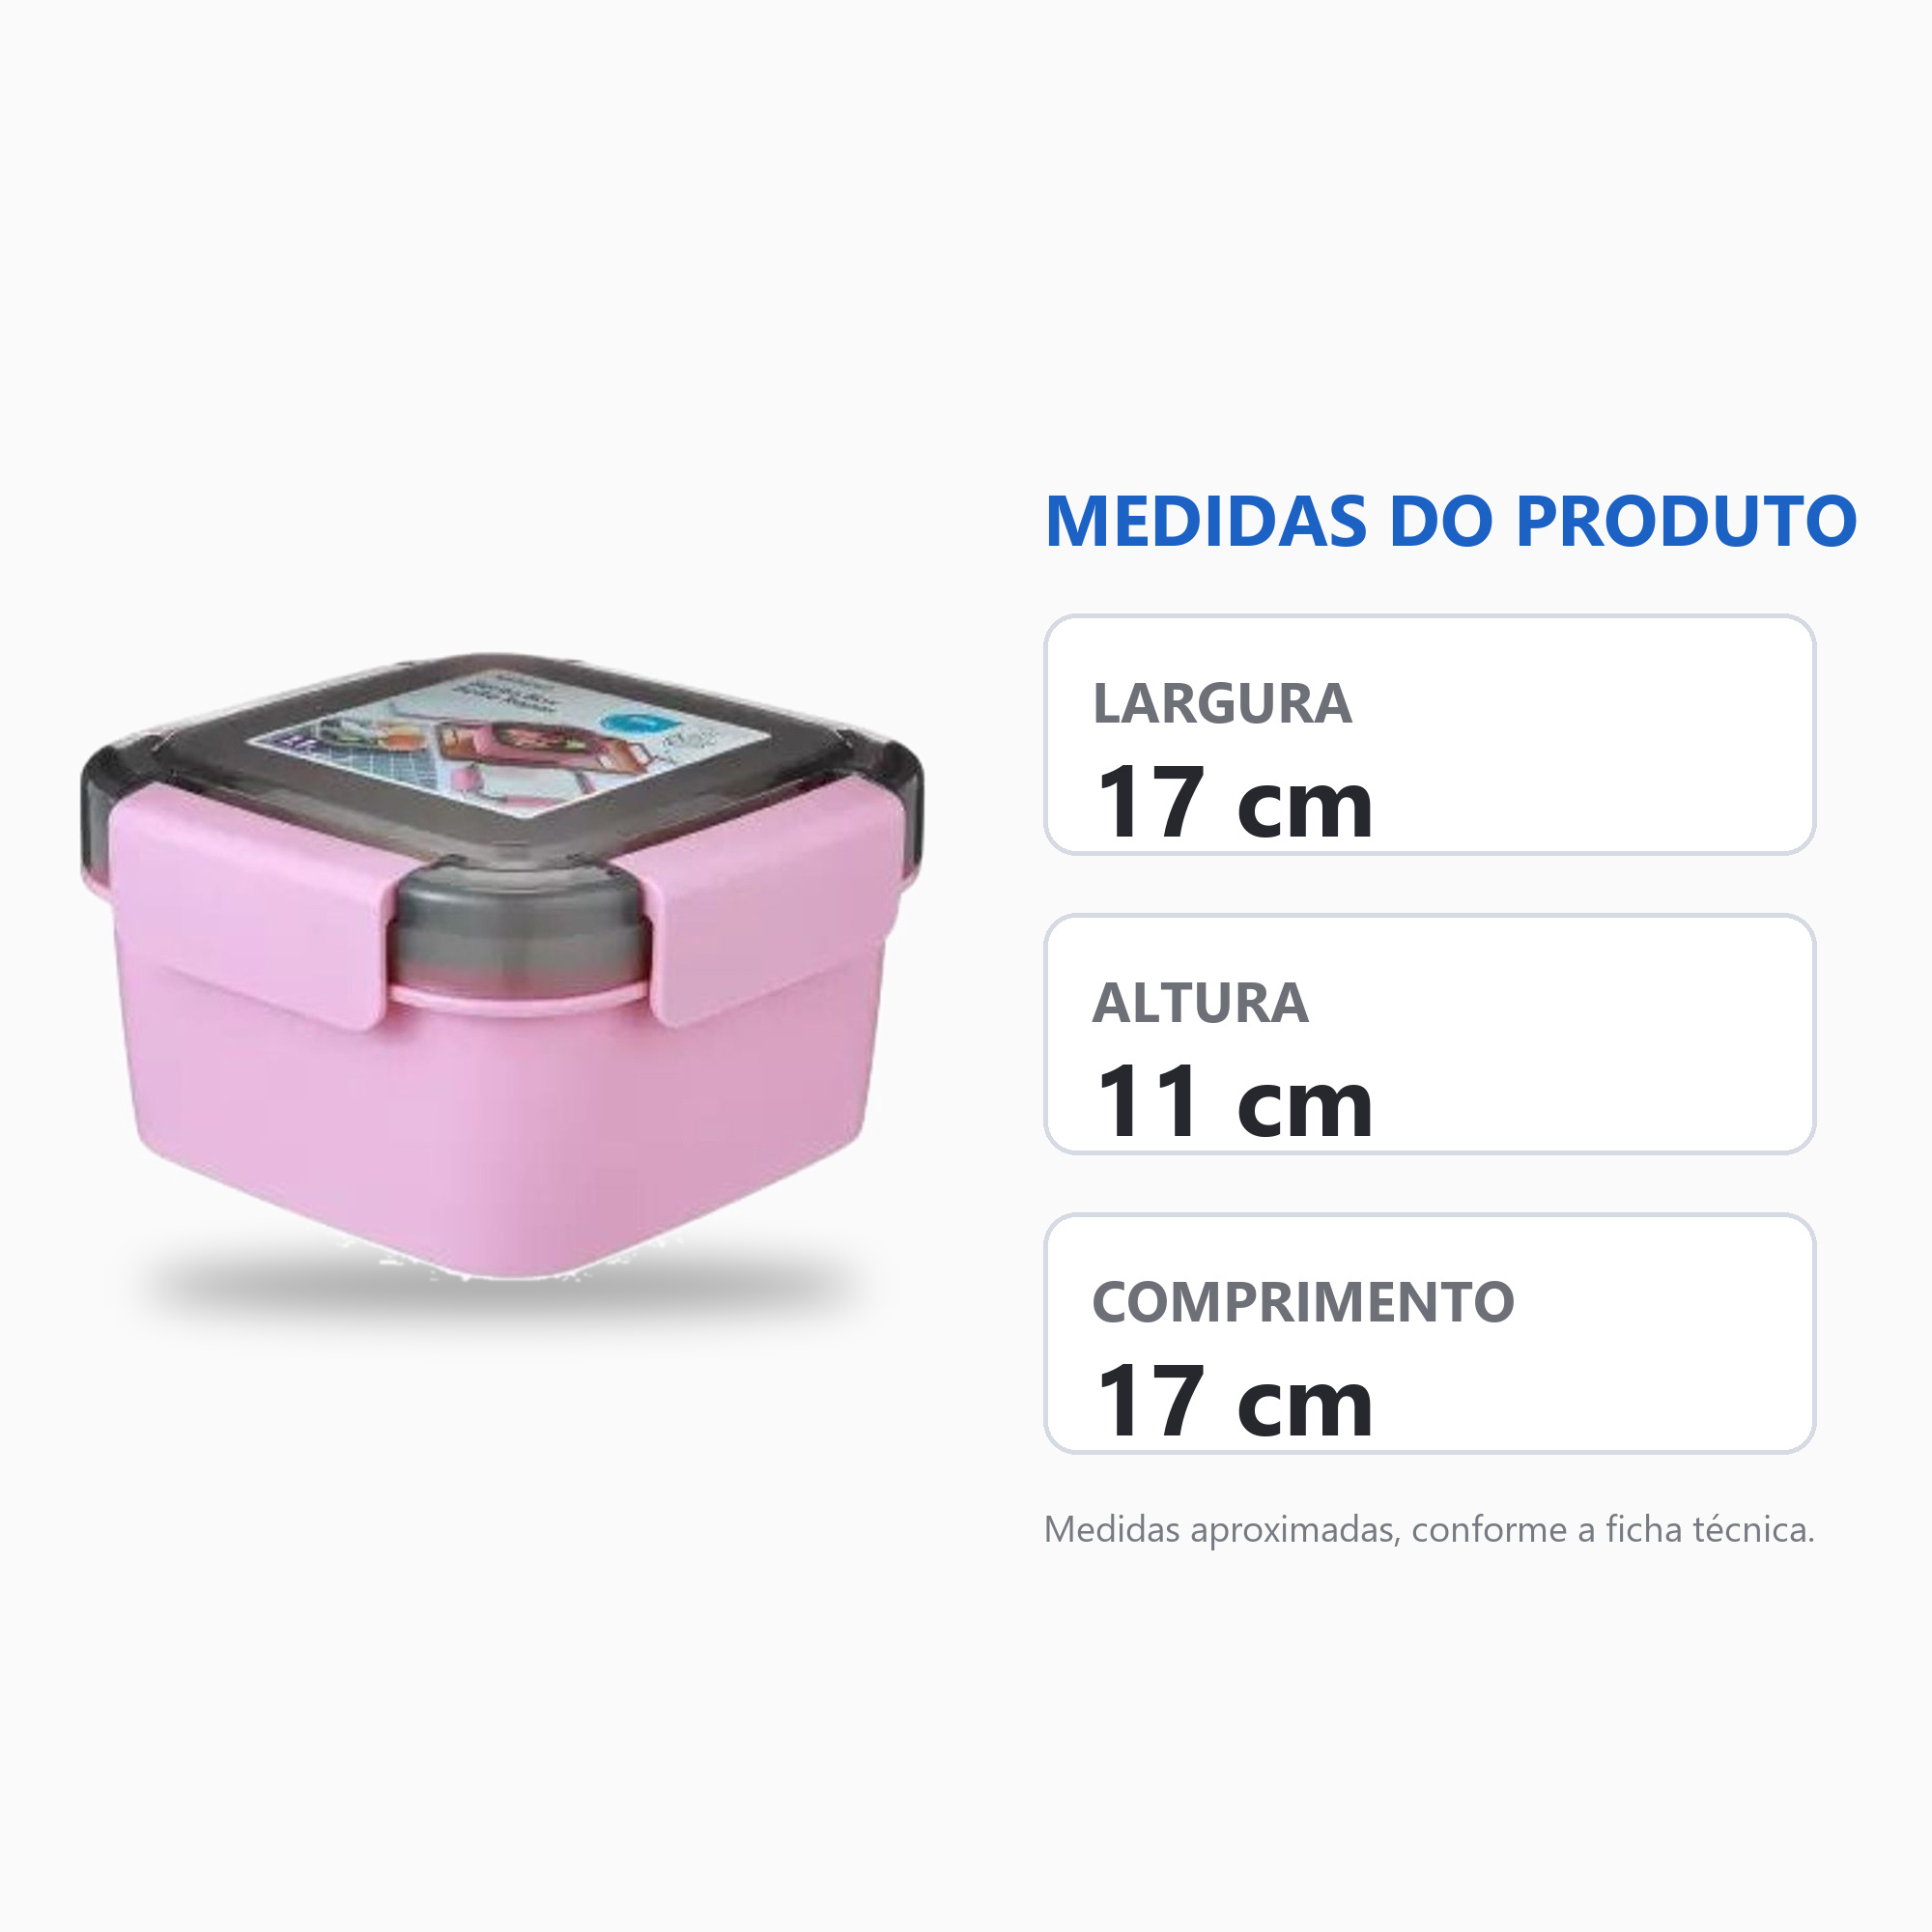 MEDIDAS DO PRODUTO
LARGURA
17 cm
ALTURA
11 cm
COMPRIMENTO
17 cm
Medidas aproximadas, conforme a ficha técnica.